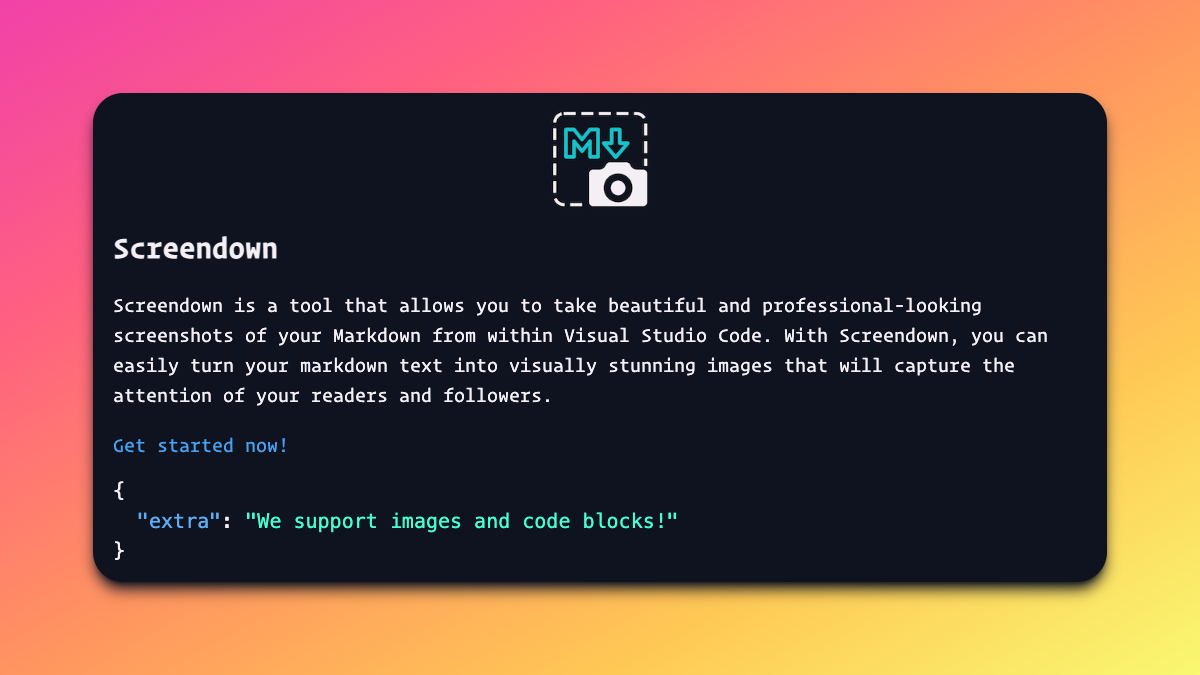 M
Screendown
Screendown is a tool that allows you to take beautiful and professional-looking
screenshots of your Markdown from within Visual Studio Code. With Screendown, you can
easily turn your markdown text into visually stunning images that will capture the
attention of your readers and followers.
Get started now!
{
  "extra": "We support images and code blocks!"
}